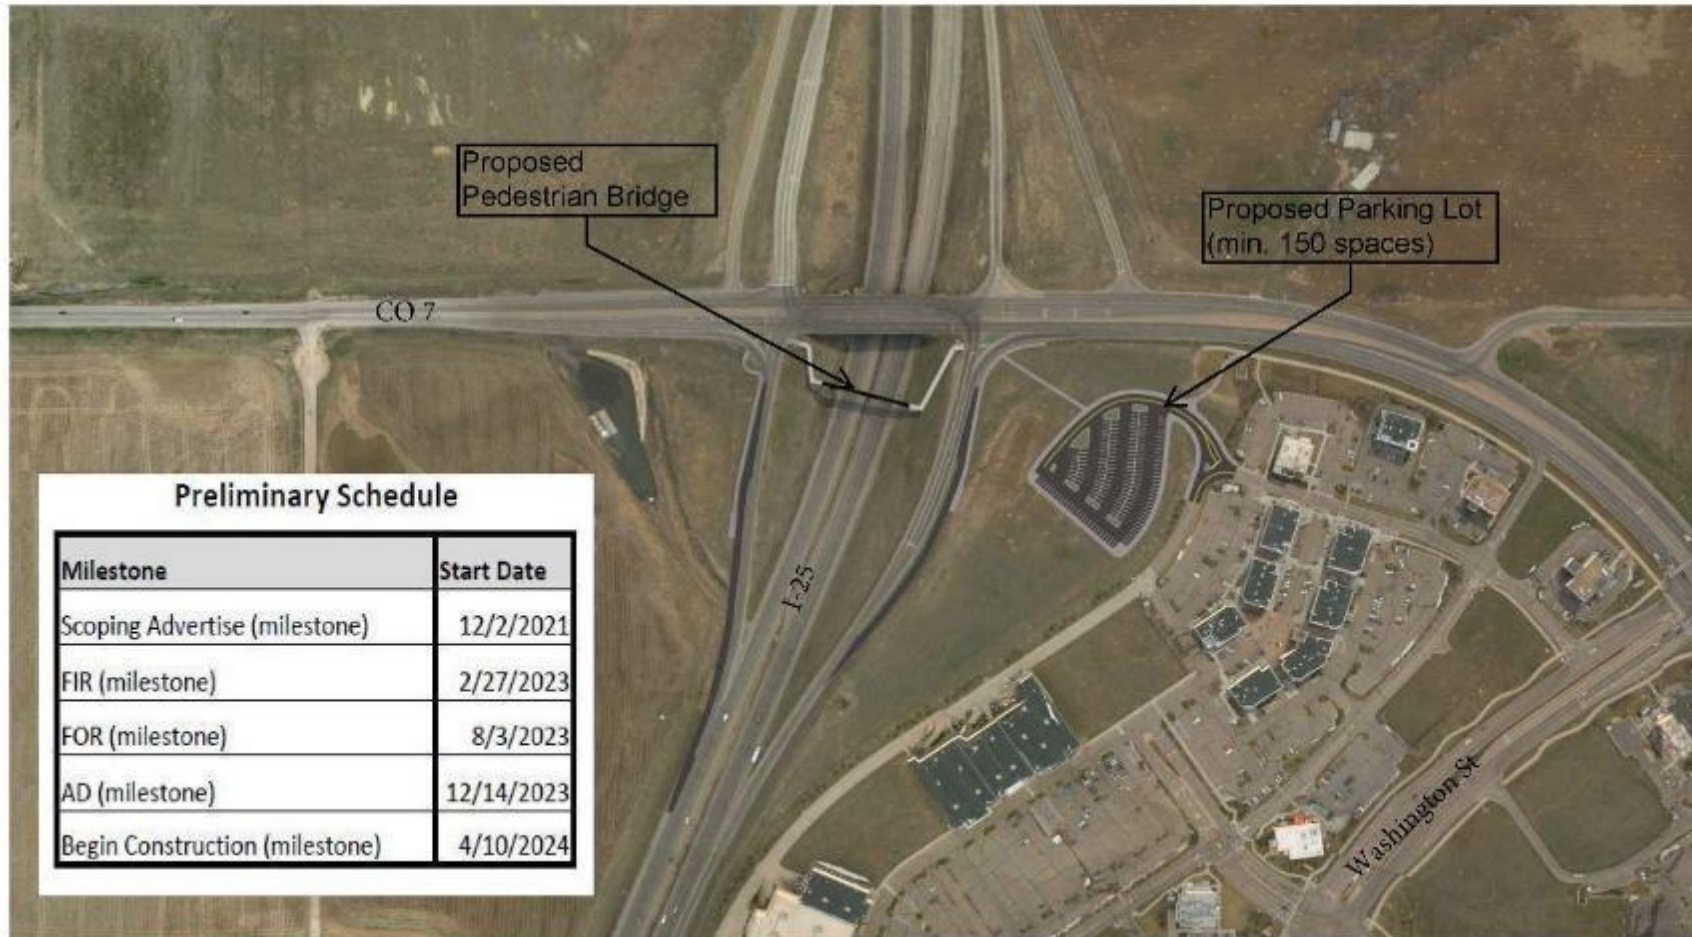 Proposed
Pedestrian Bridge
Proposed Parking Lot
(min. 150 spaces)
CO 7
I-25
Washington St
Preliminary Schedule
Milestone Start Date
Scoping Advertise (milestone) 12/2/2021
FIR (milestone) 2/27/2023
FOR (milestone) 8/3/2023
AD (milestone) 12/14/2023
Begin Construction (milestone) 4/10/2024